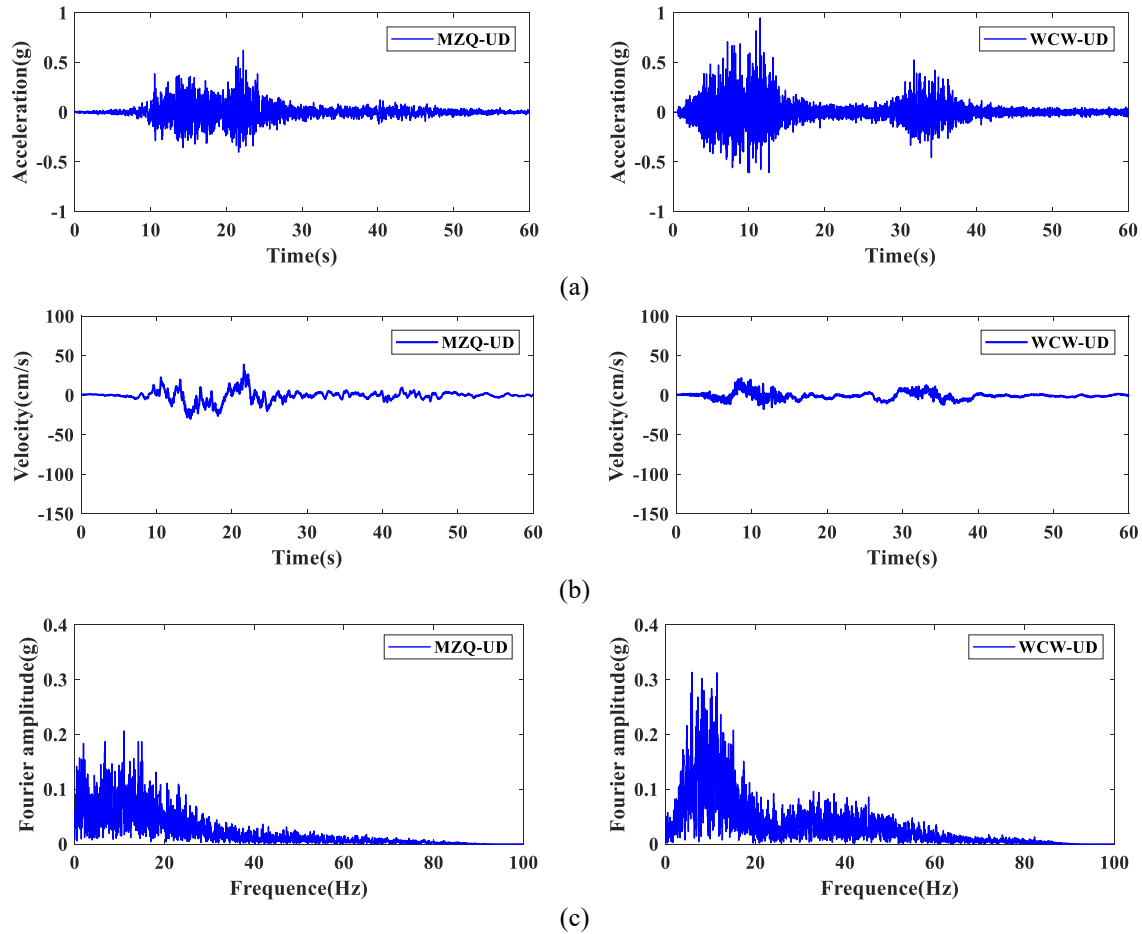 Acceleration(g)
1
0.5
0
-0.5
-1
MZQ-UD
0 10 20 30 40 50 60
Time(s)
Acceleration(g)
1
0.5
0
-0.5
-1
WCW-UD
0 10 20 30 40 50 60
Time(s)
(a)
Velocity(cm/s)
100
50
0
-50
-100
-150
MZQ-UD
0 10 20 30 40 50 60
Time(s)
Velocity(cm/s)
100
50
0
-50
-100
-150
WCW-UD
0 10 20 30 40 50 60
Time(s)
(b)
Fourier amplitude(g)
0.4
0.3
0.2
0.1
0
MZQ-UD
0 20 40 60 80 100
Frequence(Hz)
Fourier amplitude(g)
0.4
0.3
0.2
0.1
0
WCW-UD
0 20 40 60 80 100
Frequence(Hz)
(c)